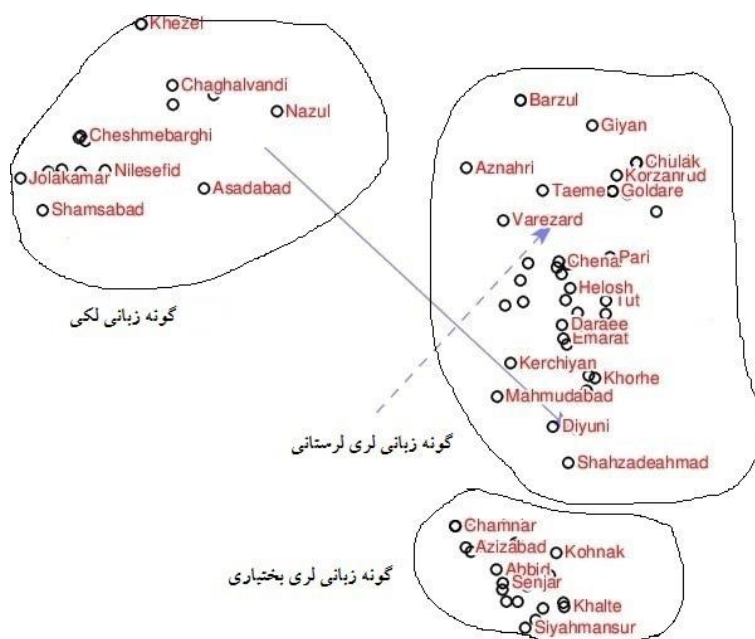 Khezel
Chaghalvandi
Nazul
Cheshmebarghi
Nilesefid
Jolakamar
Asadabad
Shamsabad
گونه زبانی لکی
Barzul
Giyan
Chulak
Aznahri
Korzanrud
Taeme
Goldare
Varezard
Chena
Pari
Helosh
Tut
Daraee
Emarat
Kerchiyan
Khorhe
Mahmudabad
Diyuni
گونه زبانی لری لرستانی
Shahzadeahmad
Chamnar
Azizabad
Kohnak
Abbid
Senjar
گونه زبانی لری بختیاری
Khalte
Siyahmansur